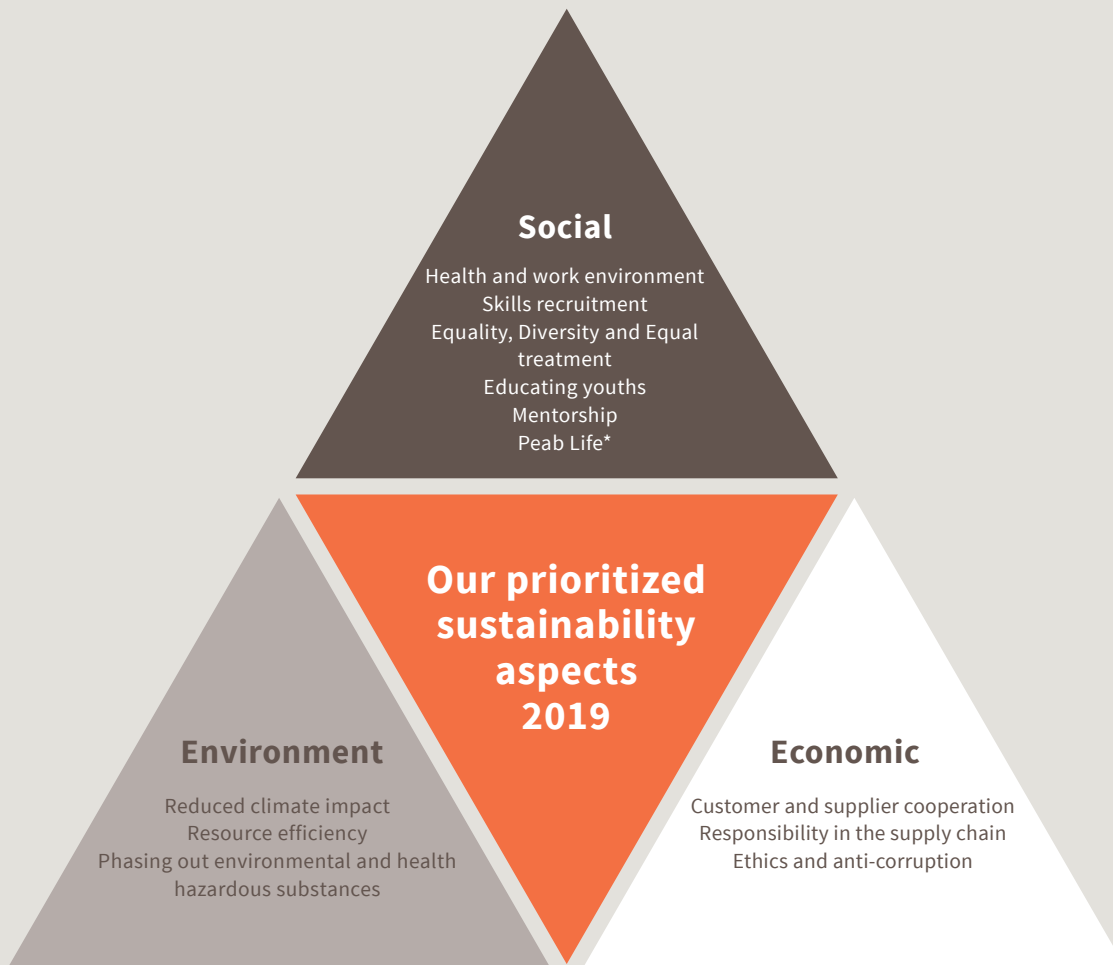 Social
Health and work environment
Skills recruitment
Equality, Diversity and Equal
treatment
Educating youths
Mentorship
Peab Life*
Our prioritized
sustainability
aspects
2019
Environment
Reduced climate impact
Resource efficiency
Phasing out environmental and health
hazardous substances
Economic
Customer and supplier cooperation
Responsibility in the supply chain
Ethics and anti-corruption